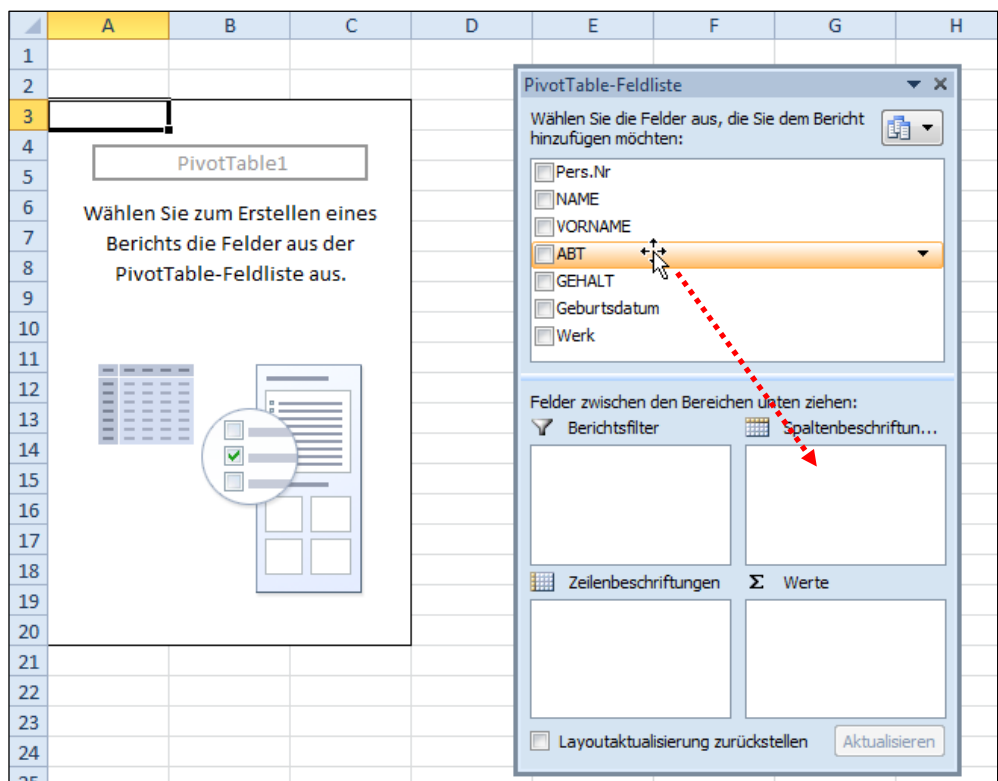 A B C D E F G H
1
2
3
4
5
6
7
8
9
10
11
12
13
14
15
16
17
18
19
20
21
22
23
24
25
PivotTable1
Wählen Sie zum Erstellen eines
Berichts die Felder aus der
PivotTable-Feldliste aus.
PivotTable-Feldliste
Wählen Sie die Felder aus, die Sie dem Bericht
hinzufügen möchten:
Pers.Nr
NAME
VORNAME
ABT
GEHALT
Geburtsdatum
Werk
Felder zwischen den Bereichen unten ziehen:
Berichtsfilter Spaltenbeschriftun...
Zeilenbeschriftungen Σ Werte
Layoutaktualisierung zurückstellen Aktualisieren